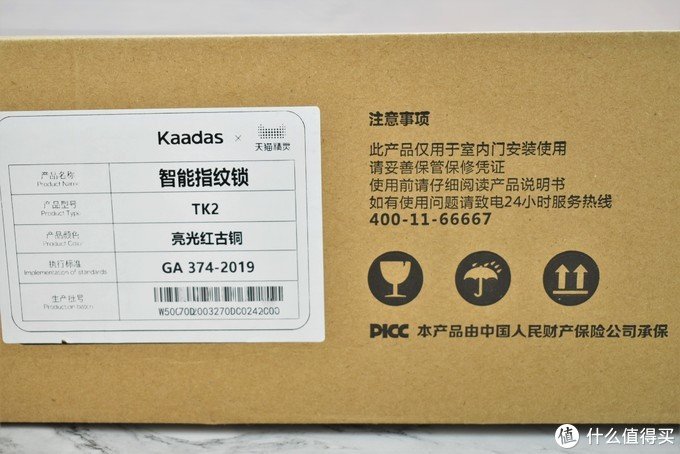 Kaadas × 天猫精灵
产品名称 智能指纹锁
Product Name
产品型号 TK2
Product Type
产品颜色 亮光红古铜
Product Color
执行标准 GA 374-2019
Implementation of standards
生产批号
Production batch
注意事项
此产品仅用于室内门安装使用
请妥善保管保修凭证
使用前请仔细阅读产品说明书
如有使用问题请致电24小时服务热线
400-11-66667
PICC 本产品由中国人民财产保险公司承保
值 什么值得买